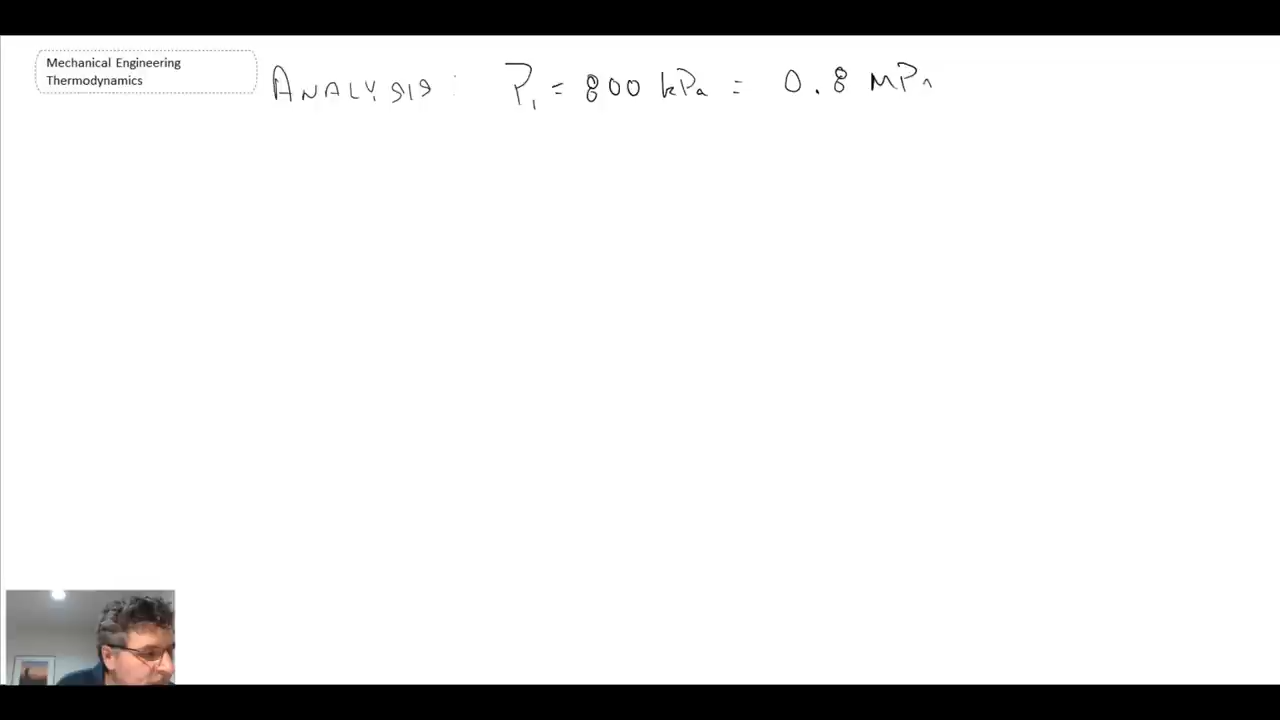 Mechanical Engineering
Thermodynamics
ANALYSIS: P₁ = 800 kPa = 0.8 MPa